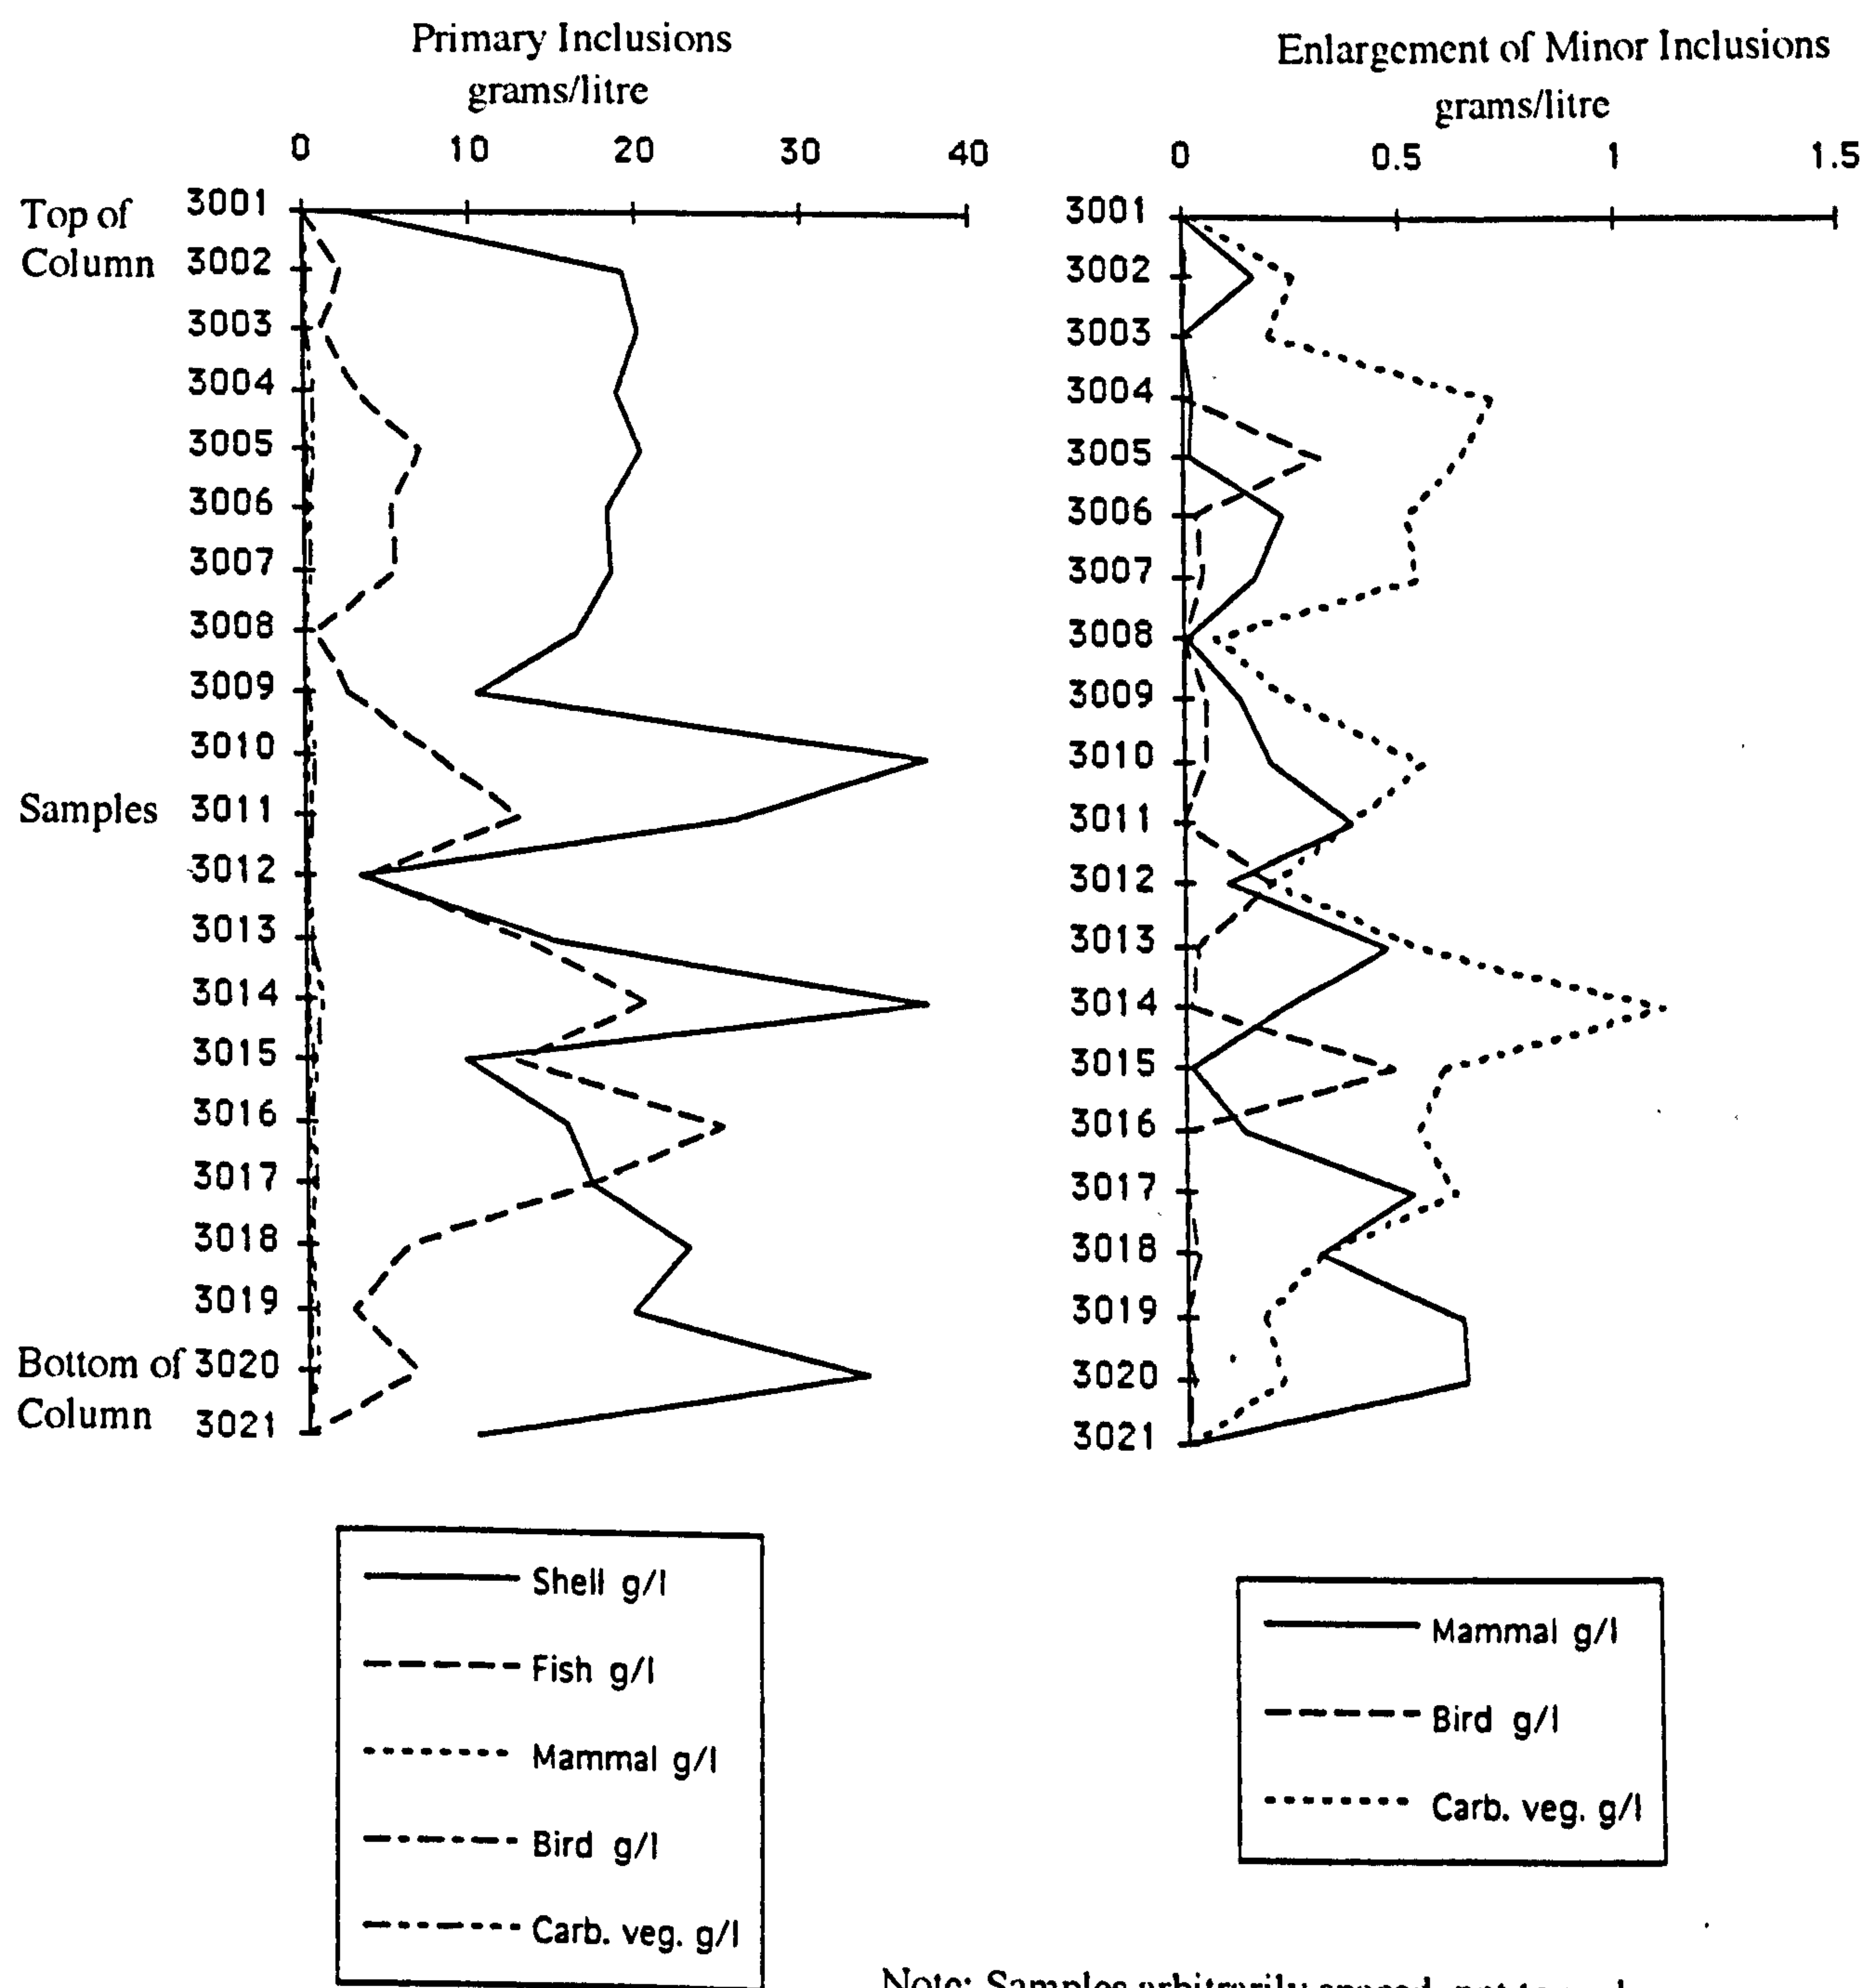 Primary Inclusions
grams/litre
0 10 20 30 40
Top of
Column
Samples
Bottom of
Column
3001
3002
3003
3004
3005
3006
3007
3008
3009
3010
3011
3012
3013
3014
3015
3016
3017
3018
3019
3020
3021
Shell g/l
Fish g/l
Mammal g/l
Bird g/l
Carb. veg. g/l
Enlargement of Minor Inclusions
grams/litre
0 0.5 1 1.5
3001
3002
3003
3004
3005
3006
3007
3008
3009
3010
3011
3012
3013
3014
3015
3016
3017
3018
3019
3020
3021
Mammal g/l
Bird g/l
Carb. veg. g/l
Note: Samples arbitrarily spaced, not to